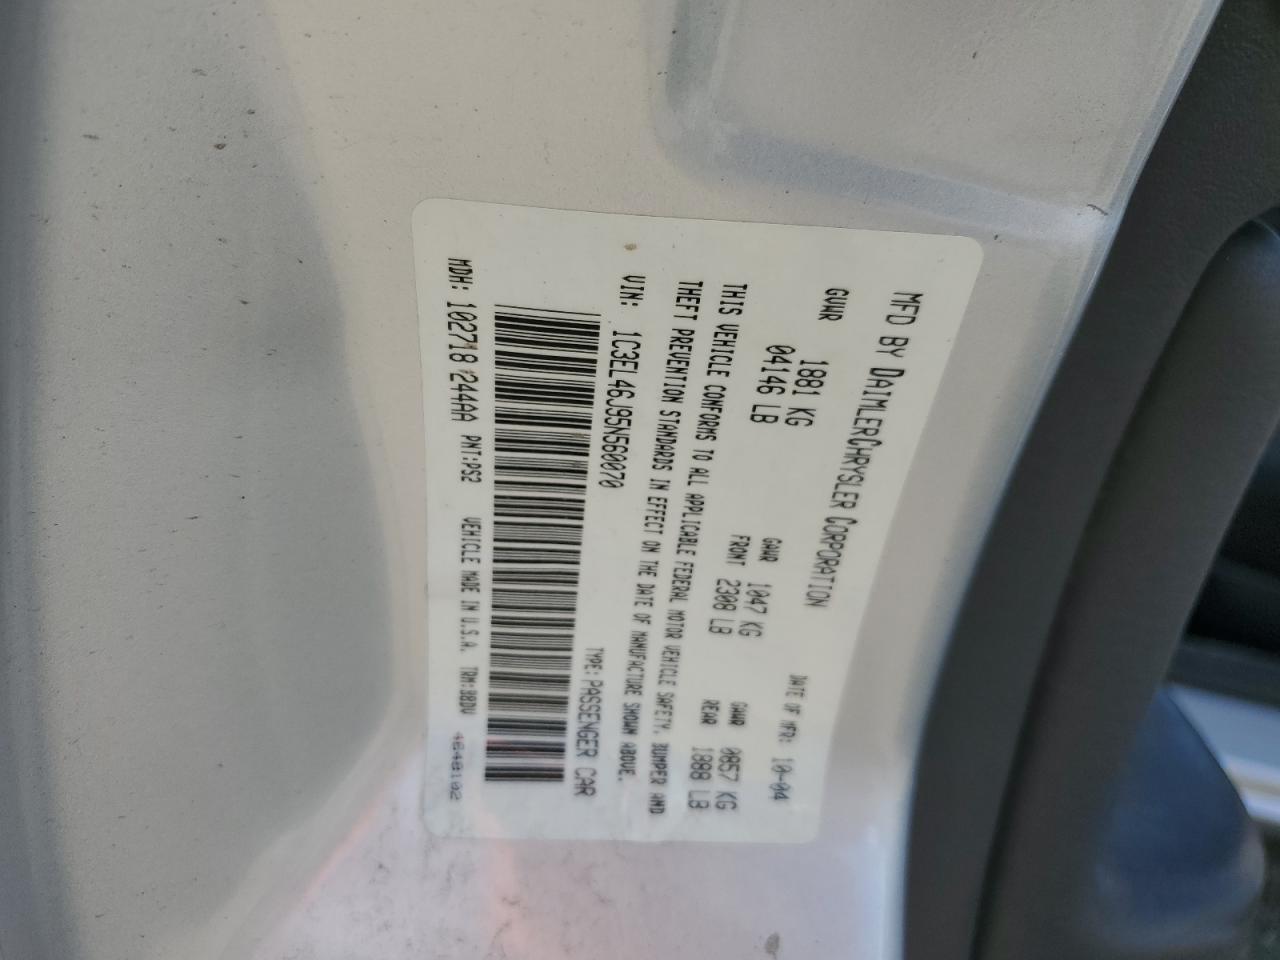 MFD BY DAIMLERCHRYSLER CORPORATION
DATE OF MFR: 10-04
GVWR 1881 KG
04146 LB
GAWR FRONT 1047 KG
2308 LB
GAWR REAR 0857 KG
1888 LB
THIS VEHICLE CONFORMS TO ALL APPLICABLE FEDERAL MOTOR VEHICLE SAFETY, BUMPER AND
THEFT PREVENTION STANDARDS IN EFFECT ON THE DATE OF MANUFACTURE SHOWN ABOVE.
VIN: 1C3EL46J95N560070
TYPE: PASSENGER CAR
MDH: 102718 244AA PNT:PS2 VEHICLE MADE IN U.S.A.